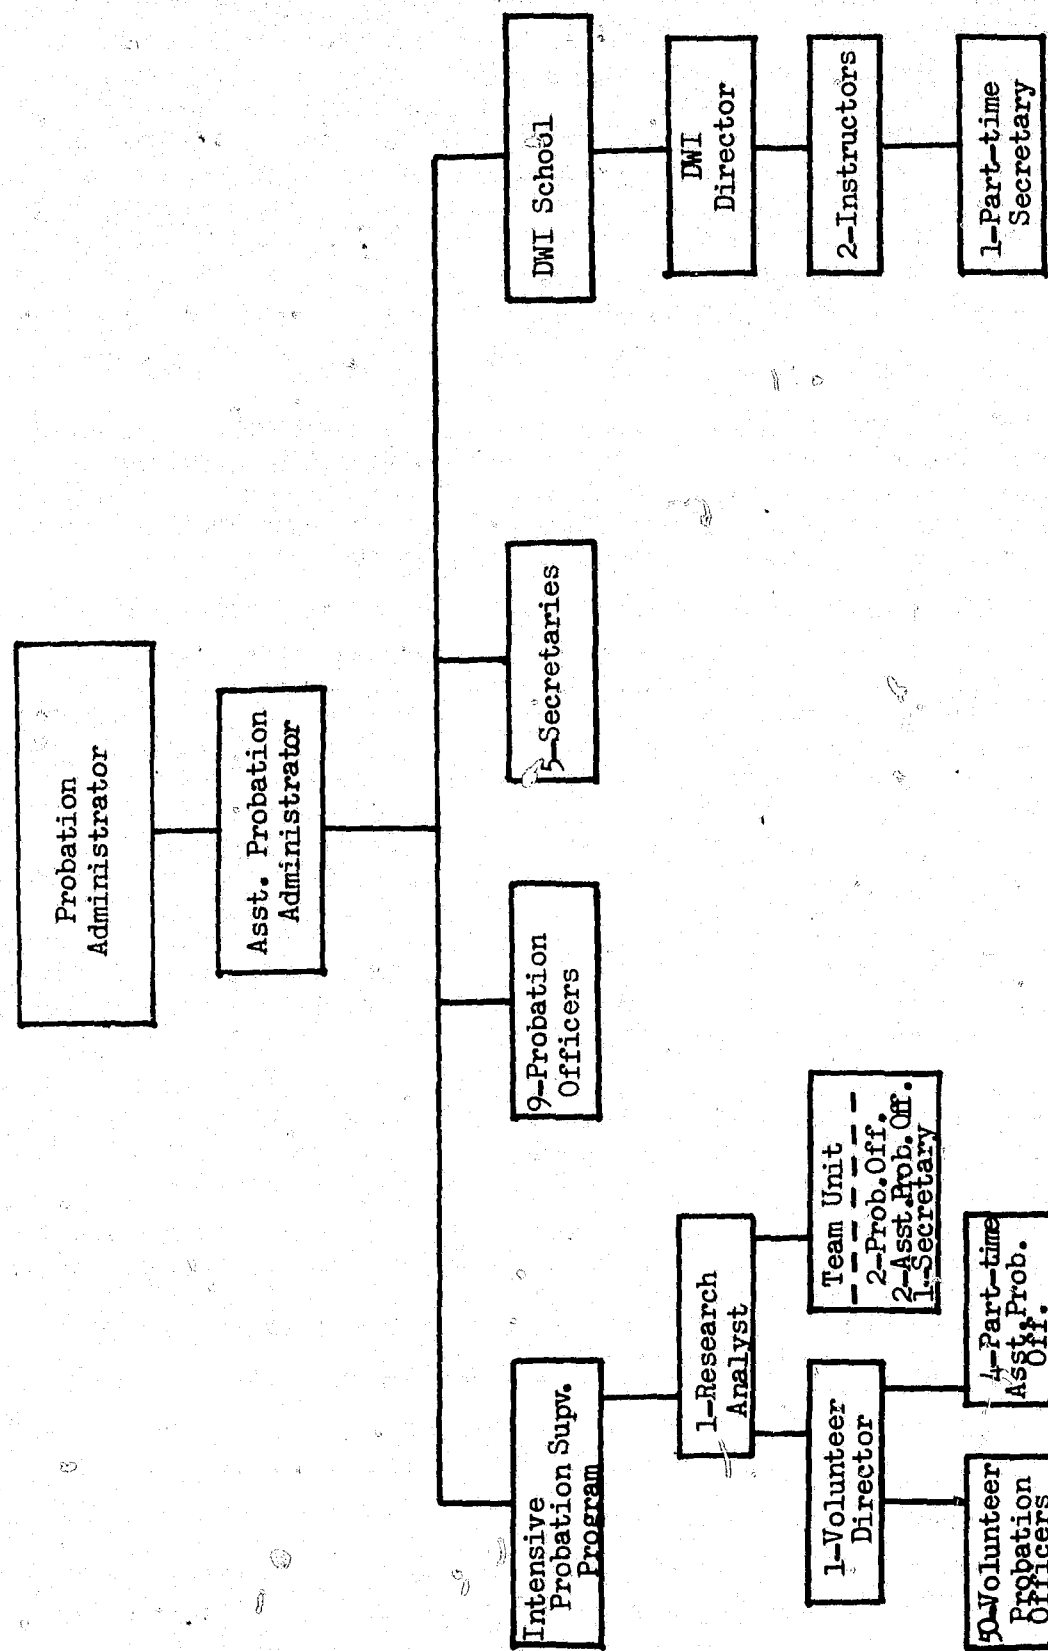 Probation
Administrator
Asst. Probation
Administrator
Intensive
Probation Supv.
Program
9-Probation
Officers
5-Secretaries
DWI School
1-Research
Analyst
DWI
Director
1-Volunteer
Director
Team Unit
2-Prob.Off.
2-Asst.Prob.Off.
1-Secretary
2-Instructors
50-Volunteer
Probation
Officers
4-Part-time
Asst.Prob.
Off.
1-Part-time
Secretary